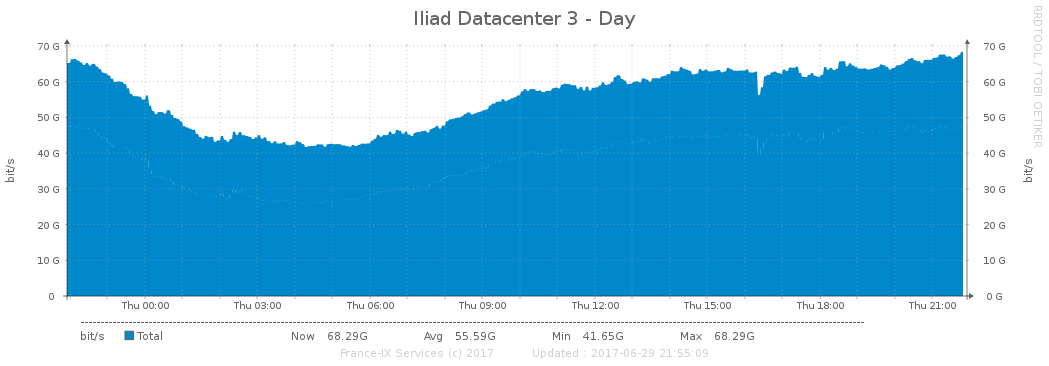 Iliad Datacenter 3 - Day
RRDTOOL / TOBI OETIKER
70 G 70 G
60 G 60 G
50 G 50 G
40 G 40 G
30 G 30 G
20 G 20 G
10 G 10 G
0 0 G
bit/s bit/s
Thu 00:00 Thu 03:00 Thu 06:00 Thu 09:00 Thu 12:00 Thu 15:00 Thu 18:00 Thu 21:00
bit/s Total Now 68.29G Avg 55.59G Min 41.65G Max 68.29G
France-IX Services (c) 2017 Updated : 2017-06-29 21:55:09